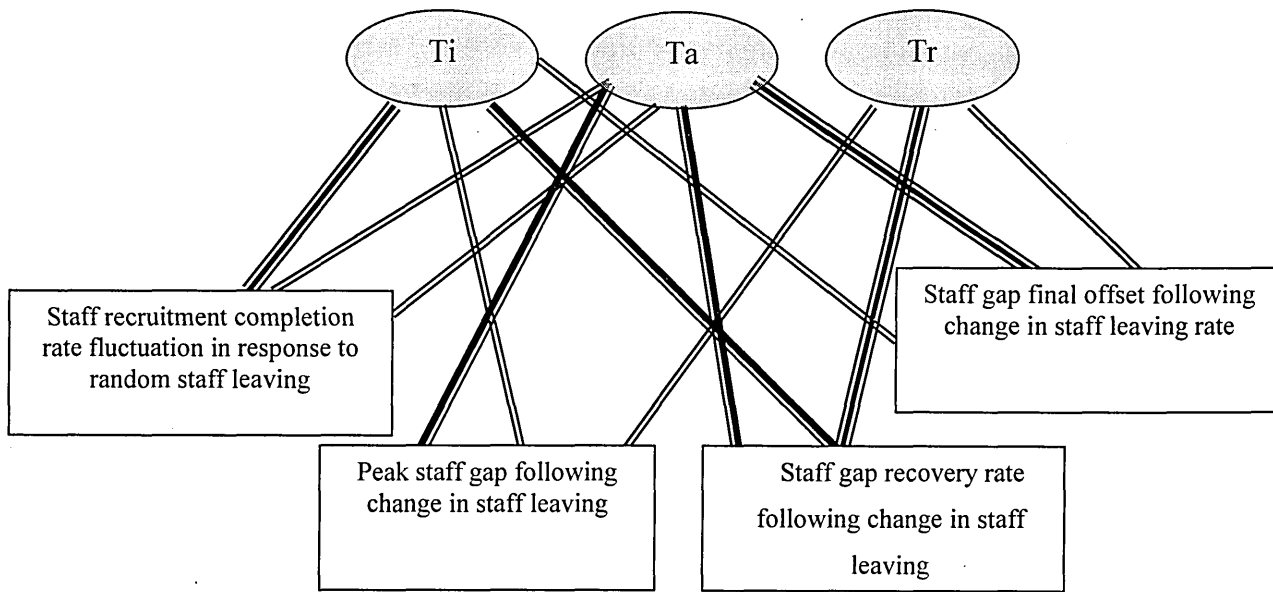 Ti
Ta
Tr
Staff recruitment completion
rate fluctuation in response to
random staff leaving
Staff gap final offset following
change in staff leaving rate
Peak staff gap following
change in staff leaving
Staff gap recovery rate
following change in staff
leaving